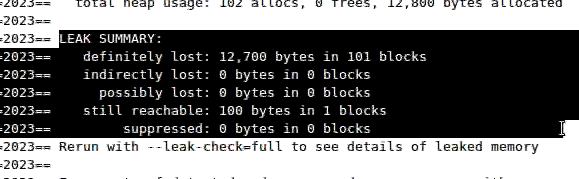 total heap usage: 102 allocs, 0 frees, 12,800 bytes allocated
=2023==
=2023== LEAK SUMMARY:
=2023==    definitely lost: 12,700 bytes in 101 blocks
=2023==    indirectly lost: 0 bytes in 0 blocks
=2023==      possibly lost: 0 bytes in 0 blocks
=2023==    still reachable: 100 bytes in 1 blocks
=2023==         suppressed: 0 bytes in 0 blocks
=2023== Rerun with --leak-check=full to see details of leaked memory
=2023==